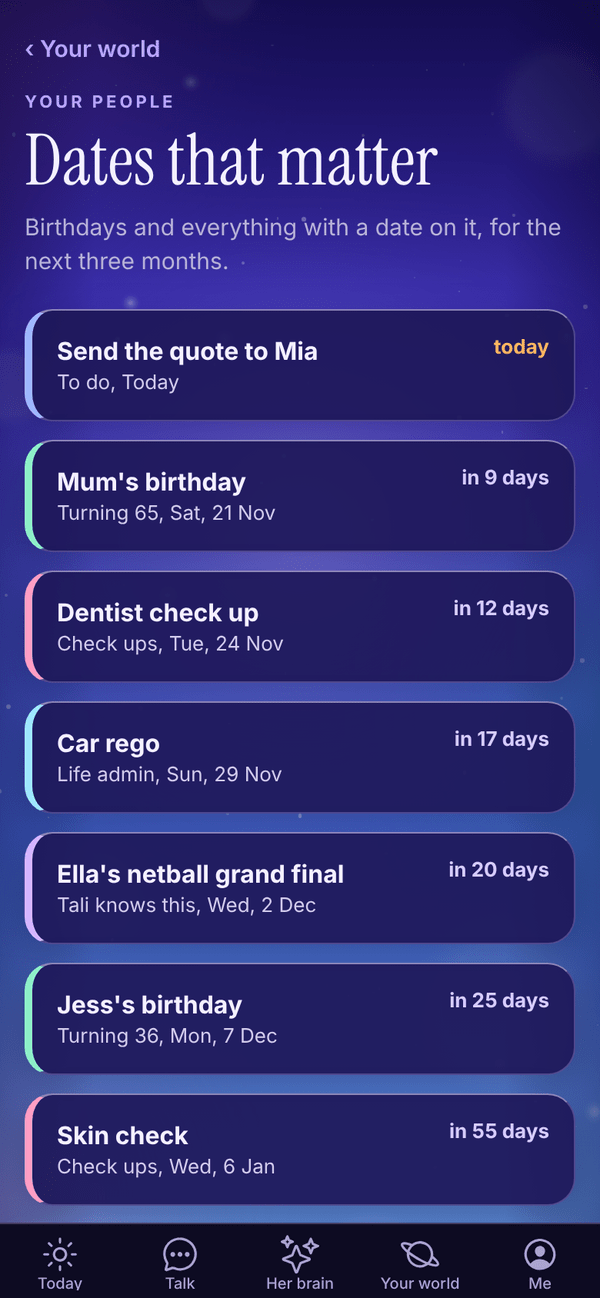 ‹ Your world
YOUR PEOPLE
Dates that matter
Birthdays and everything with a date on it, for the
next three months.
Send the quote to Mia
today
To do, Today
Mum's birthday
in 9 days
Turning 65, Sat, 21 Nov
Dentist check up
in 12 days
Check ups, Tue, 24 Nov
Car rego
in 17 days
Life admin, Sun, 29 Nov
Ella's netball grand final
in 20 days
Tali knows this, Wed, 2 Dec
Jess's birthday
in 25 days
Turning 36, Mon, 7 Dec
Skin check
in 55 days
Check ups, Wed, 6 Jan
Today
Talk
Her brain
Your world
Me